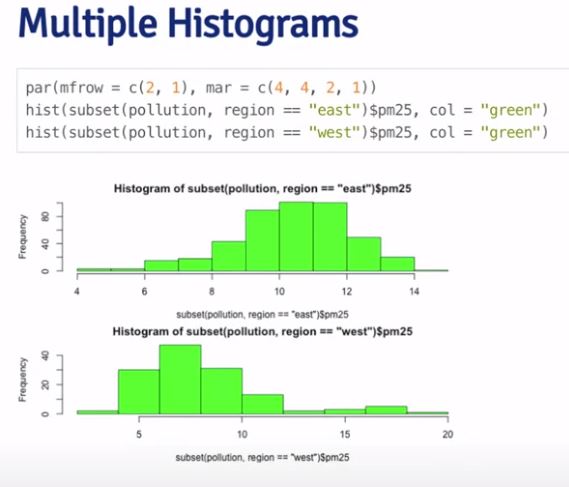 Multiple Histograms
par(mfrow = c(2, 1), mar = c(4, 4, 2, 1))
hist(subset(pollution, region == "east")$pm25, col = "green")
hist(subset(pollution, region == "west")$pm25, col = "green")
Histogram of subset(pollution, region == "east")$pm25
Frequency
80
40
0
4 6 8 10 12 14
subset(pollution, region == "east")$pm25
Histogram of subset(pollution, region == "west")$pm25
Frequency
40
20
0
5 10 15 20
subset(pollution, region == "west")$pm25